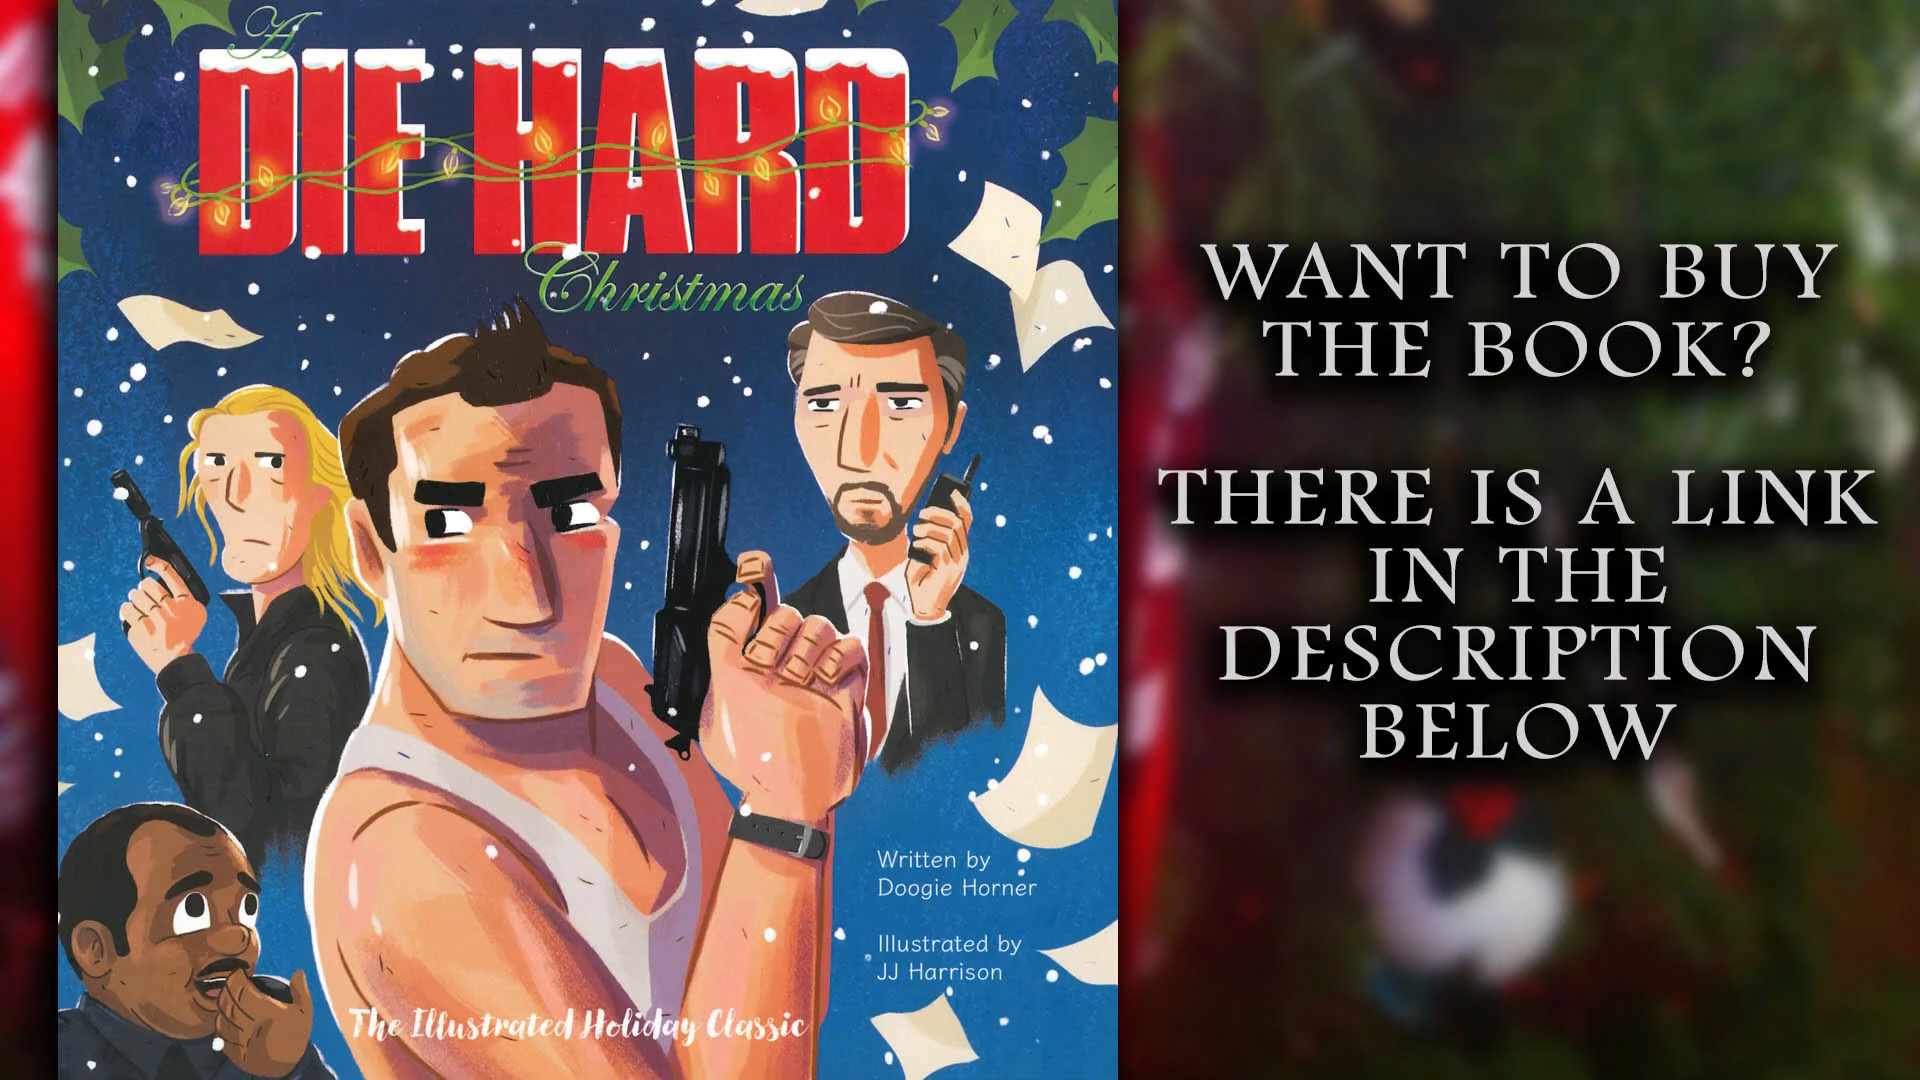 A
DIE HARD
Christmas
Written by
Doogie Horner
Illustrated by
JJ Harrison
The Illustrated Holiday Classic
WANT TO BUY
THE BOOK?
THERE IS A LINK
IN THE
DESCRIPTION
BELOW